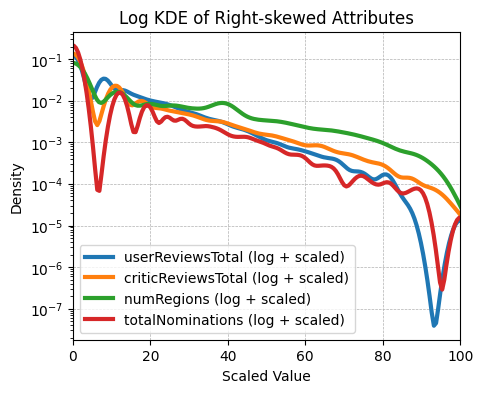 Log KDE of Right-skewed Attributes
Density
10⁻¹
10⁻²
10⁻³
10⁻⁴
10⁻⁵
10⁻⁶
10⁻⁷
userReviewsTotal (log + scaled)
criticReviewsTotal (log + scaled)
numRegions (log + scaled)
totalNominations (log + scaled)
0 20 40 60 80 100
Scaled Value